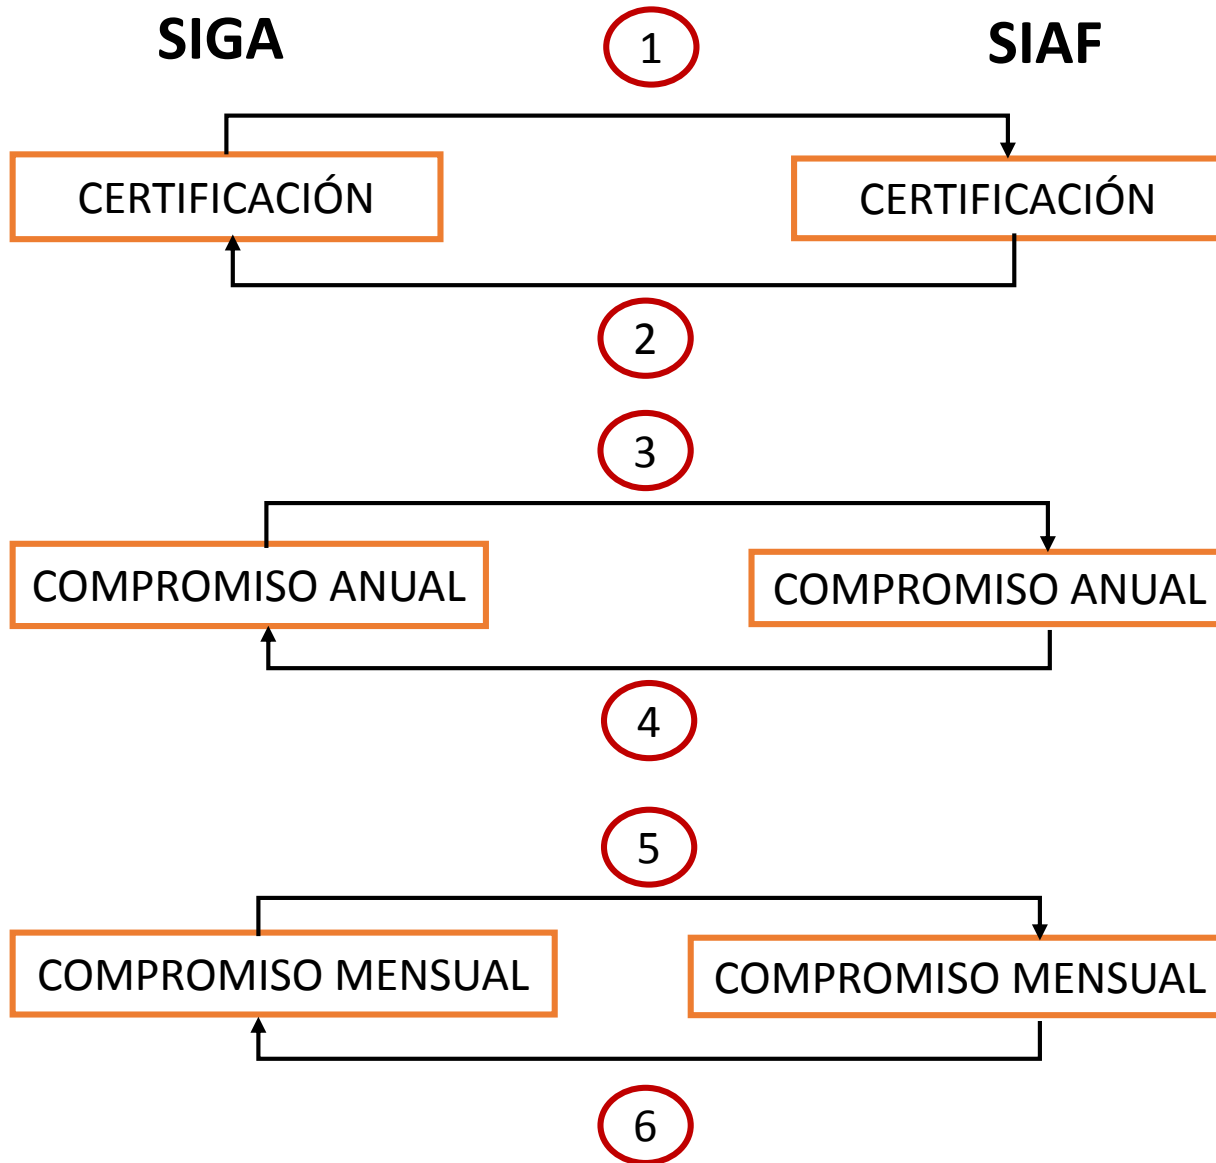 SIGA
1
SIAF
CERTIFICACIÓN
CERTIFICACIÓN
2
3
COMPROMISO ANUAL
COMPROMISO ANUAL
4
5
COMPROMISO MENSUAL
COMPROMISO MENSUAL
6